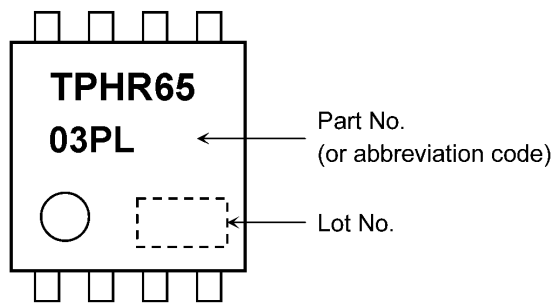 TPHR65
03PL
Part No.
(or abbreviation code)
Lot No.